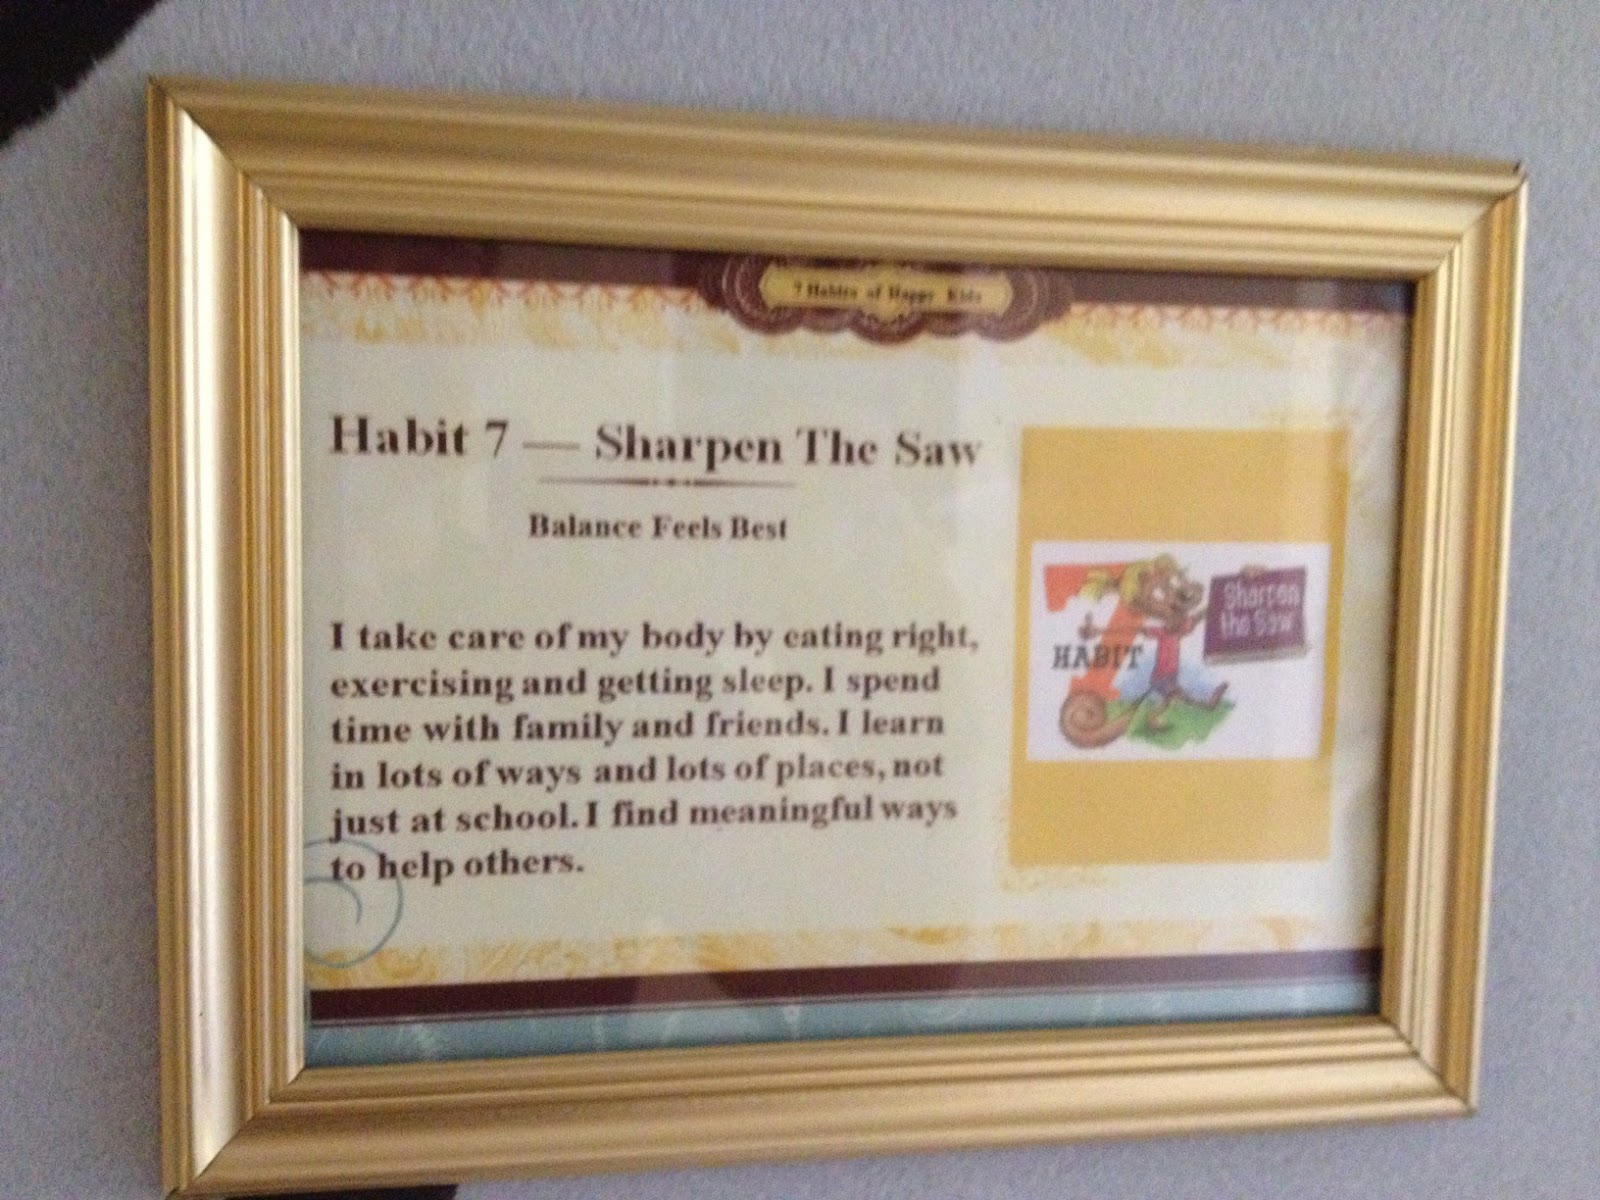 7 Habits of Happy Kids
Habit 7 — Sharpen The Saw
Balance Feels Best
I take care of my body by eating right,
exercising and getting sleep. I spend
time with family and friends. I learn
in lots of ways and lots of places, not
just at school. I find meaningful ways
to help others.
7
HABIT
Sharpen
the Saw